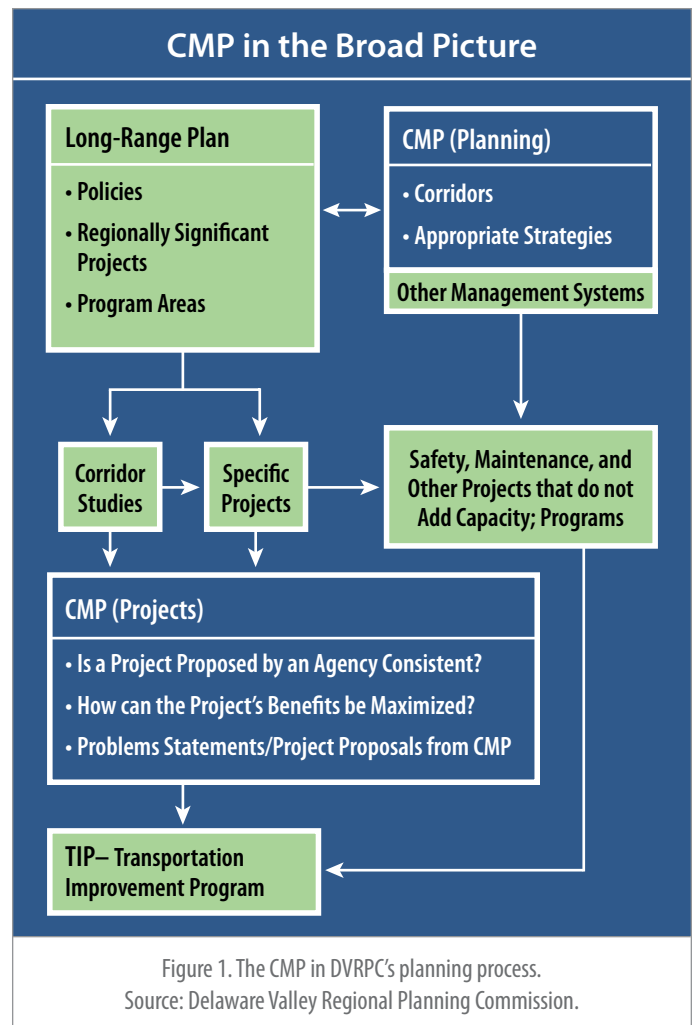 CMP in the Broad Picture
Long-Range Plan
• Policies
• Regionally Significant
Projects
• Program Areas
CMP (Planning)
• Corridors
• Appropriate Strategies
Other Management Systems
Corridor
Studies
Specific
Projects
Safety, Maintenance, and
Other Projects that do not
Add Capacity; Programs
CMP (Projects)
• Is a Project Proposed by an Agency Consistent?
• How can the Project's Benefits be Maximized?
• Problems Statements/Project Proposals from CMP
TIP– Transportation
Improvement Program
Figure 1. The CMP in DVRPC's planning process.
Source: Delaware Valley Regional Planning Commission.